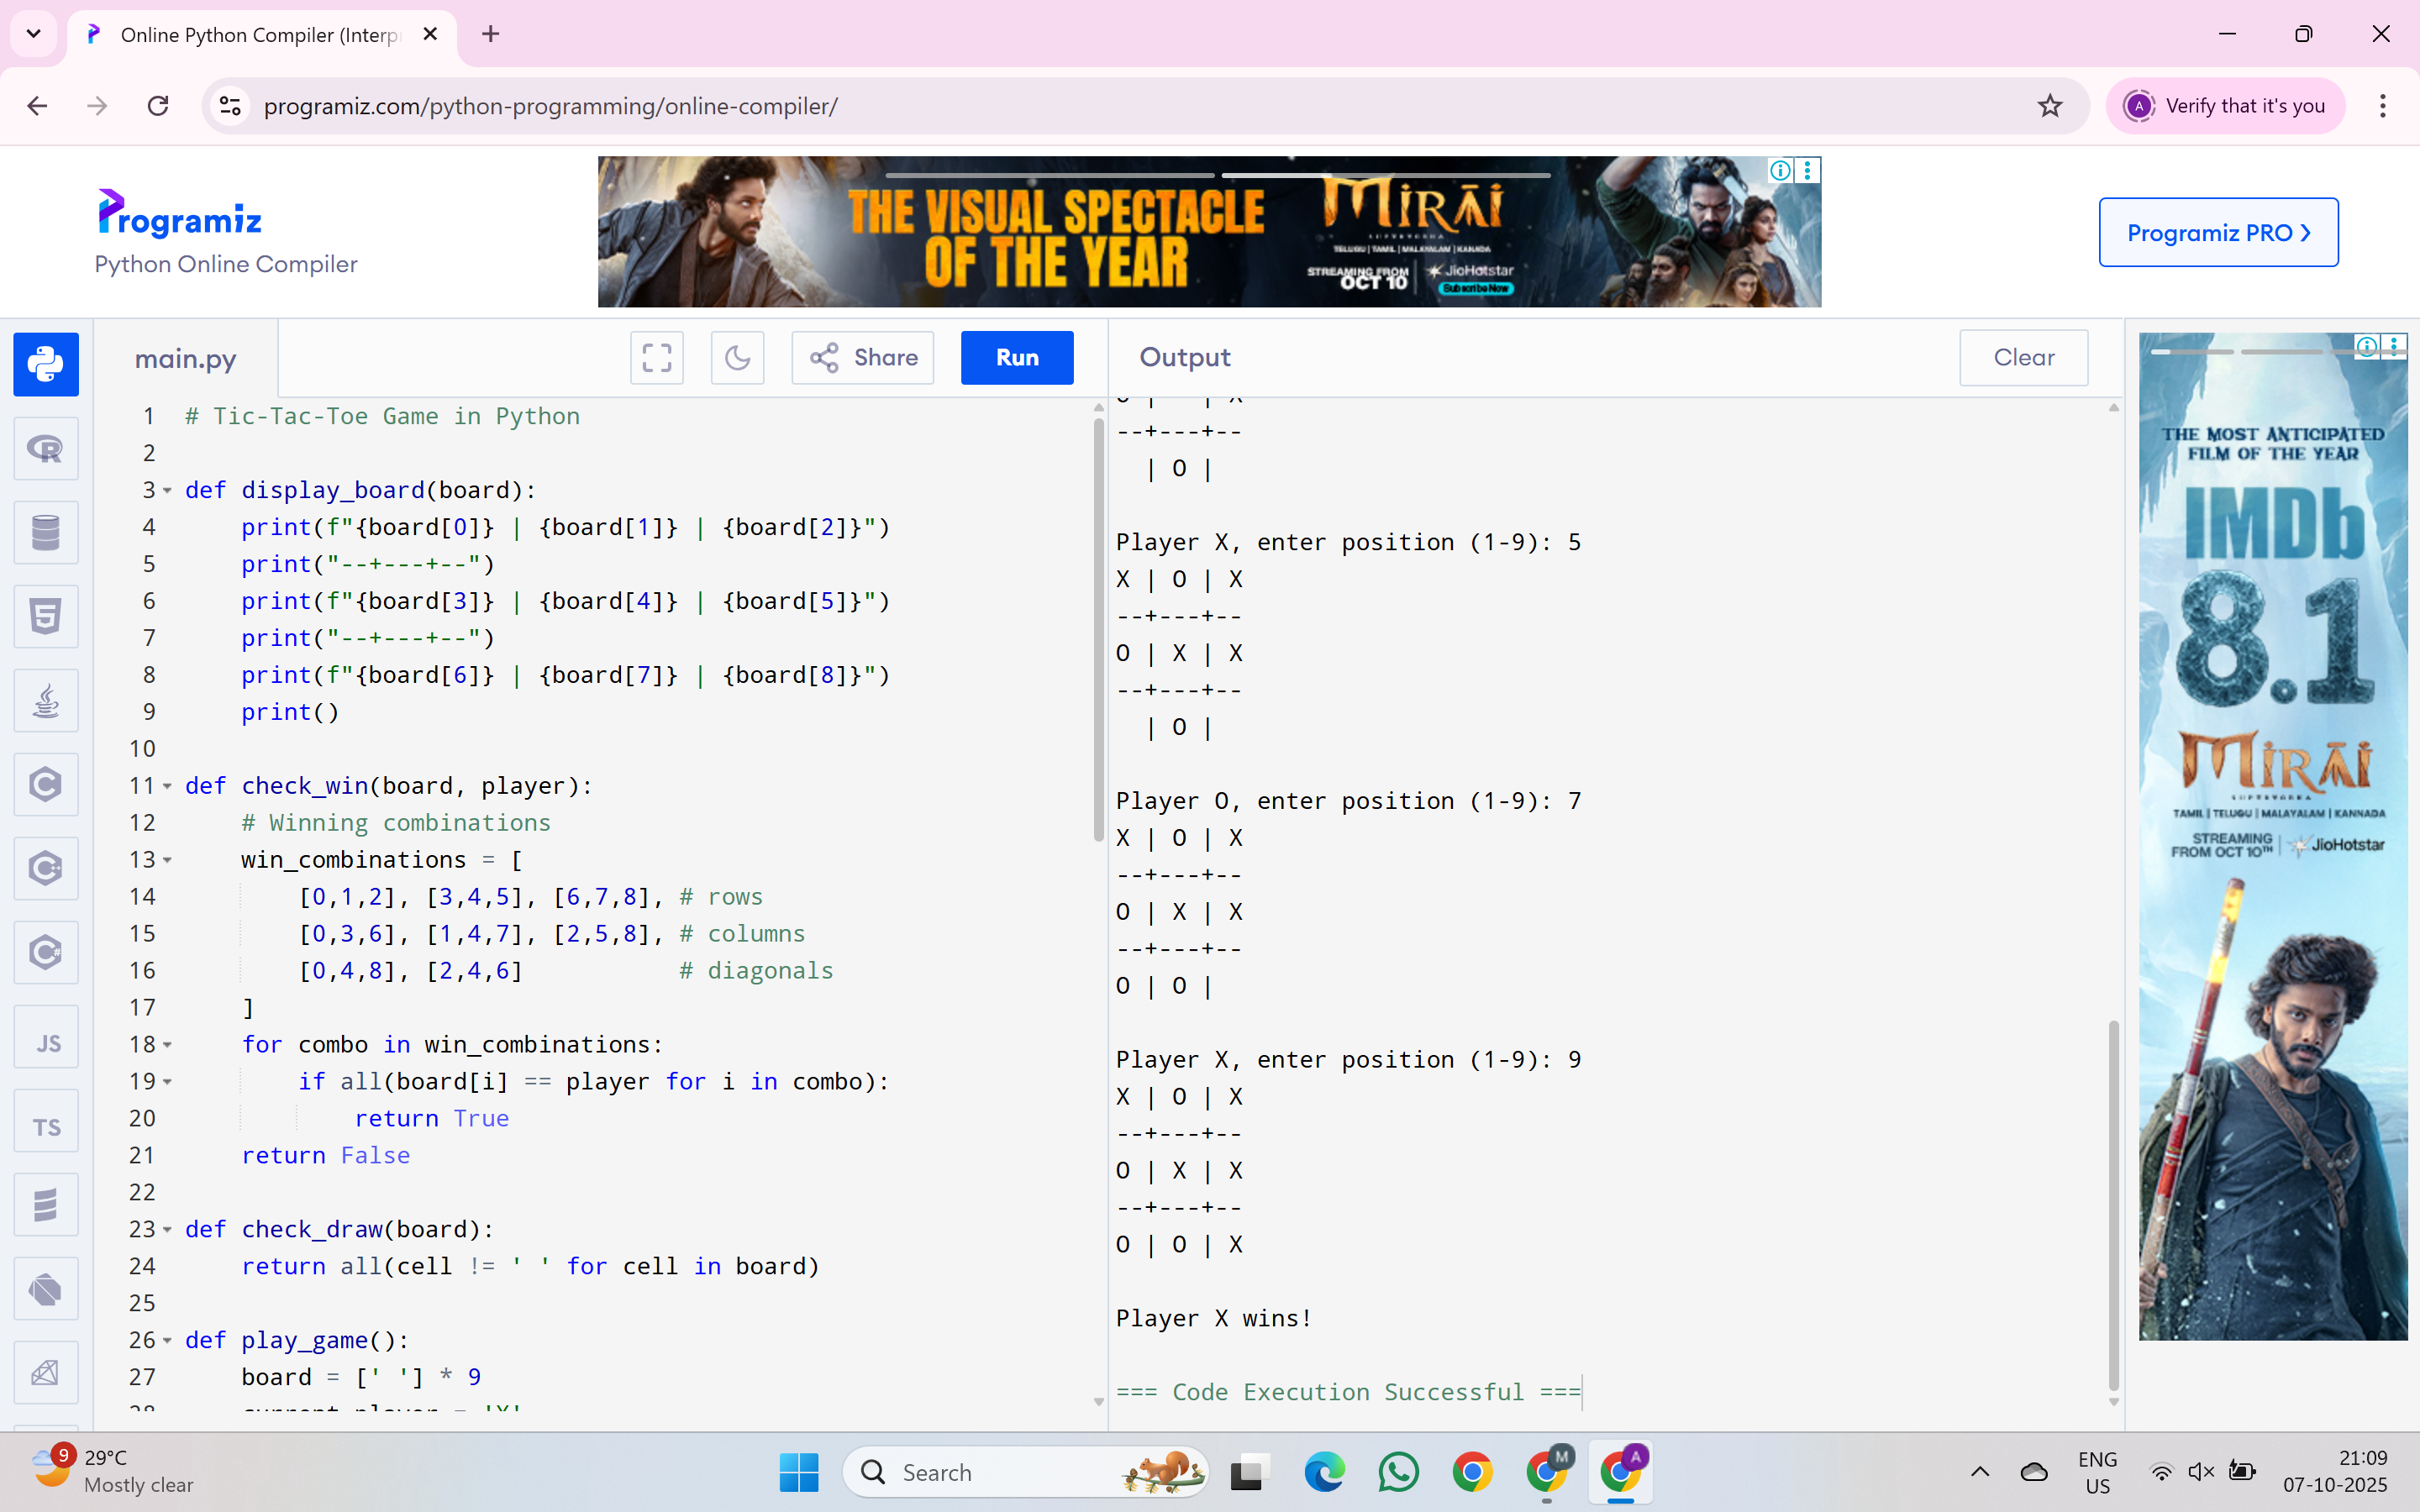 Online Python Compiler (Interp
programiz.com/python-programming/online-compiler/
A
Verify that it's you
Programiz
Python Online Compiler
THE VISUAL SPECTACLE
OF THE YEAR
MIRĀI
TELUGU | TAMIL | MALAYALAM | KANADA
STREAMING FROM
OCT 10
JioHotstar
Subscribe Now
Programiz PRO ❯
main.py
Share
Run
Output
Clear
1 # Tic-Tac-Toe Game in Python
2
3 def display_board(board):
4     print(f"{board[0]} | {board[1]} | {board[2]}")
5     print("--+---+--")
6     print(f"{board[3]} | {board[4]} | {board[5]}")
7     print("--+---+--")
8     print(f"{board[6]} | {board[7]} | {board[8]}")
9     print()
10
11 def check_win(board, player):
12     # Winning combinations
13     win_combinations = [
14         [0,1,2], [3,4,5], [6,7,8], # rows
15         [0,3,6], [1,4,7], [2,5,8], # columns
16         [0,4,8], [2,4,6]           # diagonals
17     ]
18     for combo in win_combinations:
19         if all(board[i] == player for i in combo):
20             return True
21     return False
22
23 def check_draw(board):
24     return all(cell != ' ' for cell in board)
25
26 def play_game():
27     board = [' '] * 9
28     current_player = 'X'
--+---+--
  | O |
Player X, enter position (1-9): 5
X | O | X
--+---+--
O | X | X
--+---+--
  | O |
Player O, enter position (1-9): 7
X | O | X
--+---+--
O | X | X
--+---+--
O | O |
Player X, enter position (1-9): 9
X | O | X
--+---+--
O | X | X
--+---+--
O | O | X
Player X wins!
=== Code Execution Successful ===
R
JS
TS
THE MOST ANTICIPATED
FILM OF THE YEAR
IMDb
8.1
MIRĀI
TAMIL | TELUGU | MALAYALAM | KANNADA
STREAMING
FROM OCT 10TH
JioHotstar
9
29°C
Mostly clear
Search
M
A
ENG
US
21:09
07-10-2025